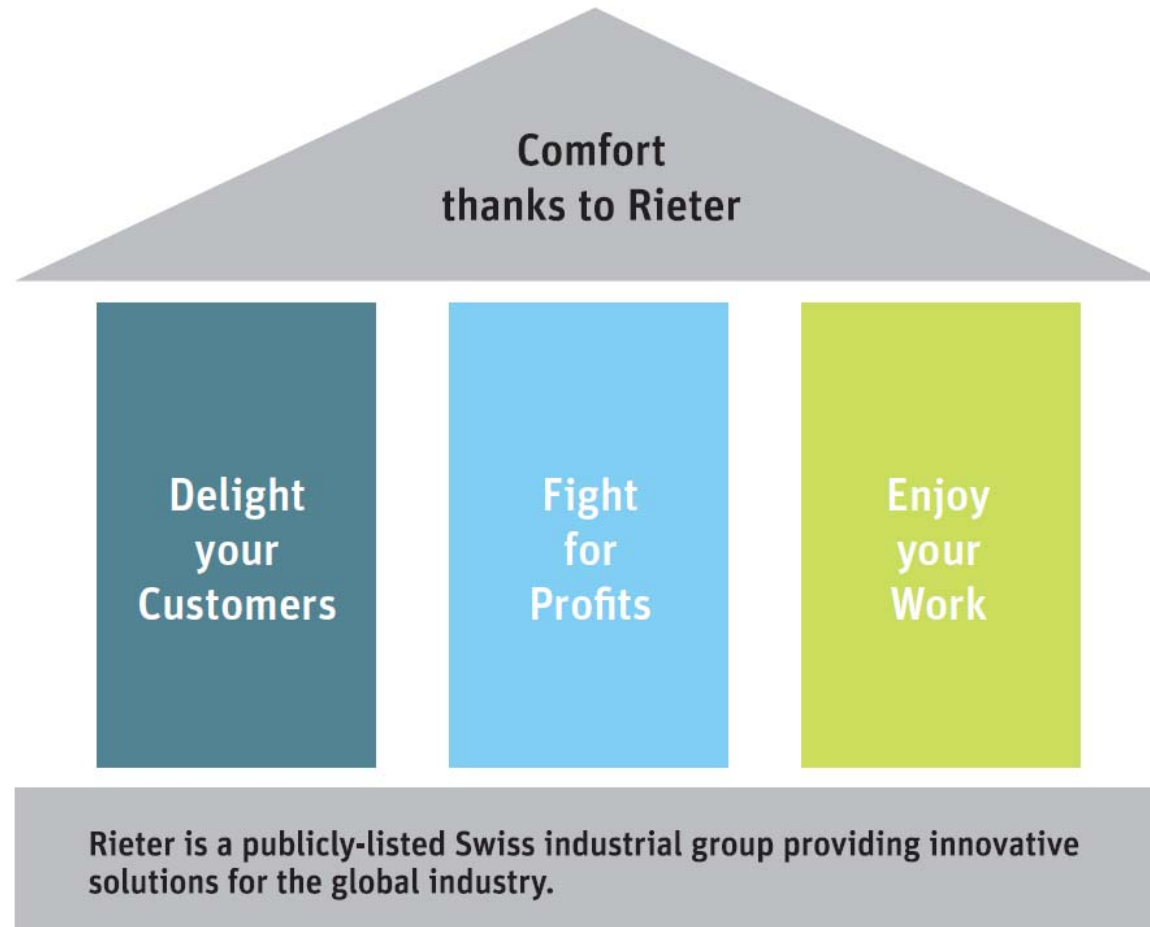 Comfort
thanks to Rieter
Delight
your
Customers
Fight
for
Profits
Enjoy
your
Work
Rieter is a publicly-listed Swiss industrial group providing innovative
solutions for the global industry.